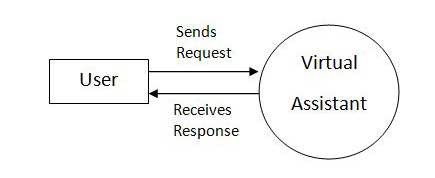 Sends
Request
User
Virtual
Assistant
Receives
Response